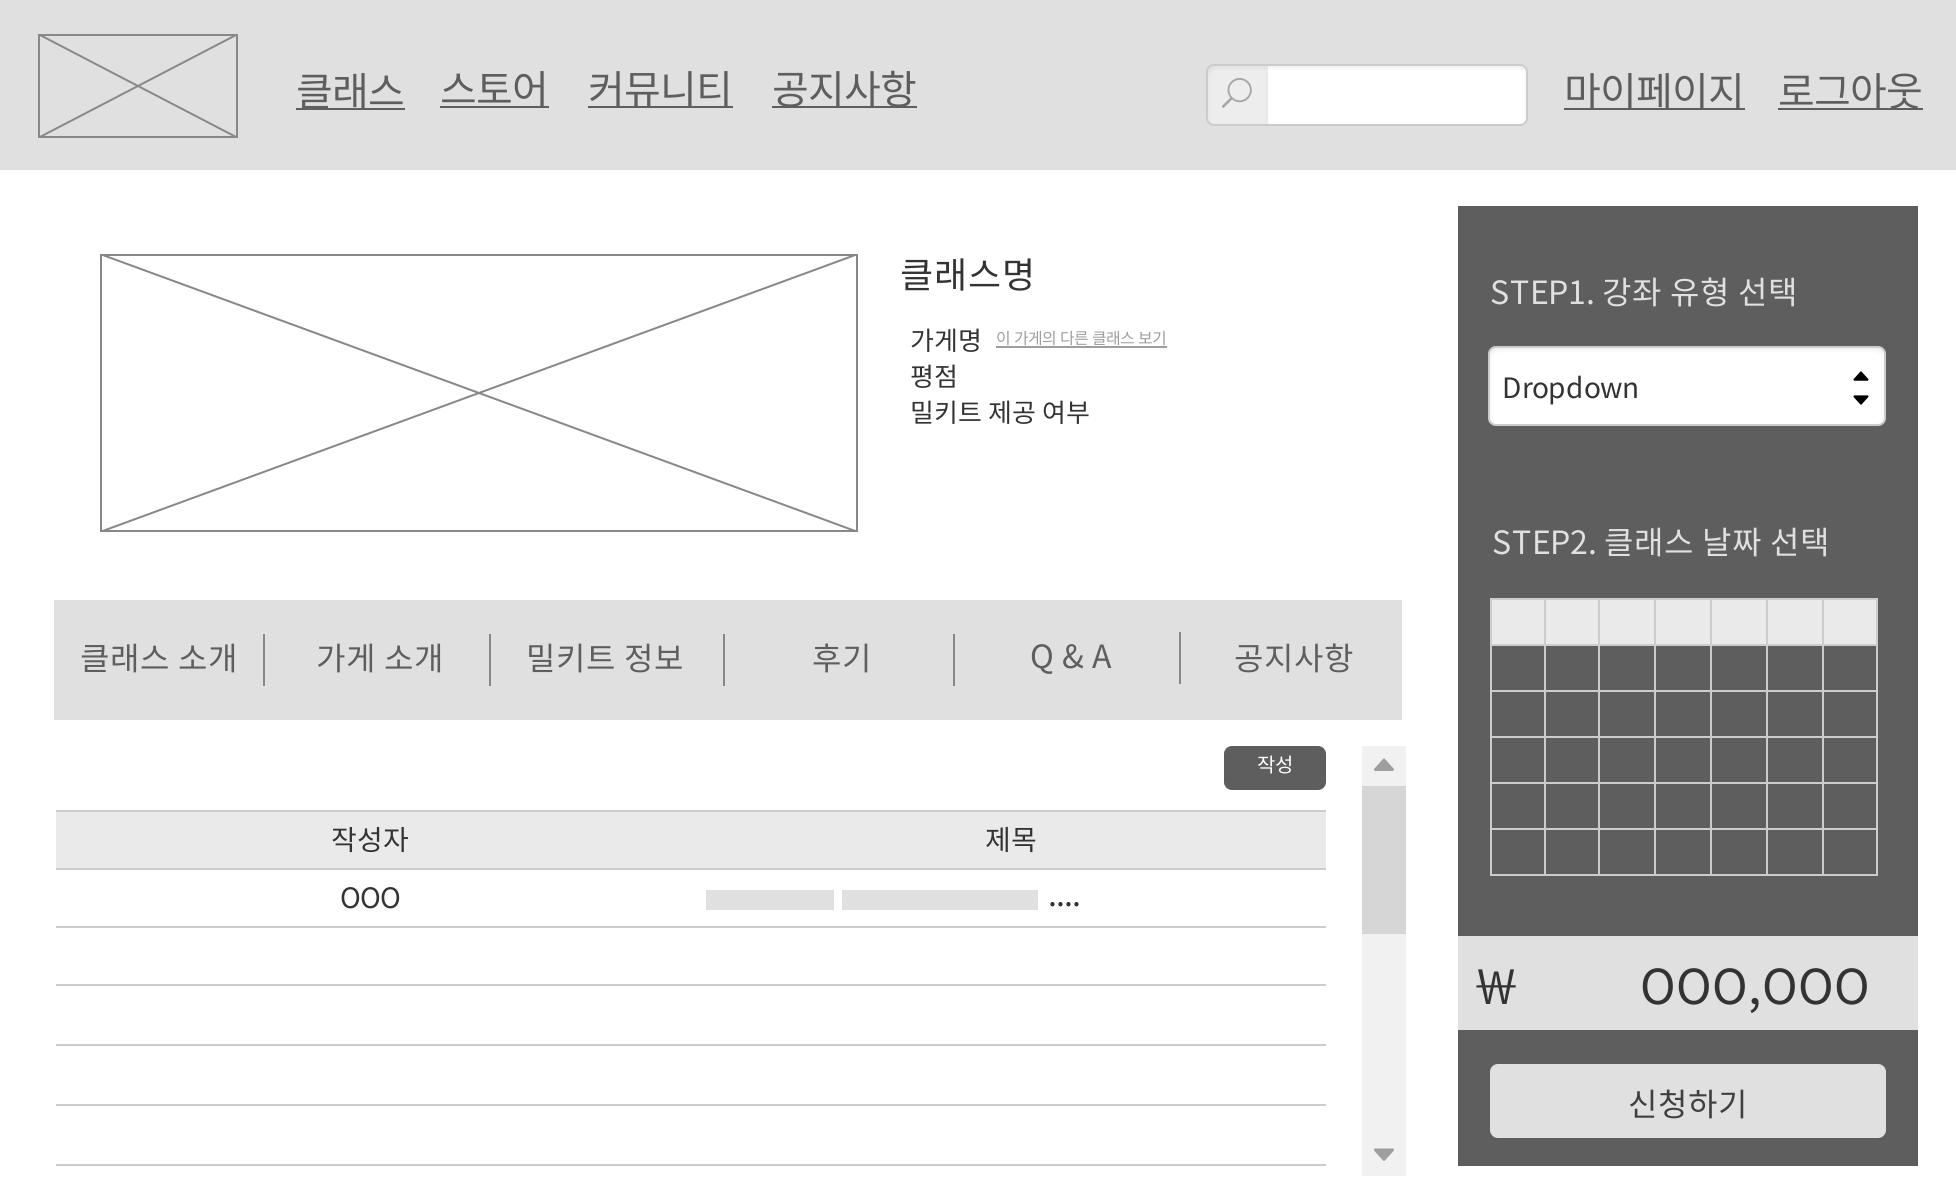 클래스 스토어 커뮤니티 공지사항 마이페이지 로그아웃
클래스명
가게명 이 가게의 다른 클래스 보기
평점
밀키트 제공 여부
STEP1. 강좌 유형 선택
Dropdown
STEP2. 클래스 날짜 선택
클래스 소개 가게 소개 밀키트 정보 후기 Q & A 공지사항
작성
작성자 제목
OOO ....
₩ OOO,OOO
신청하기